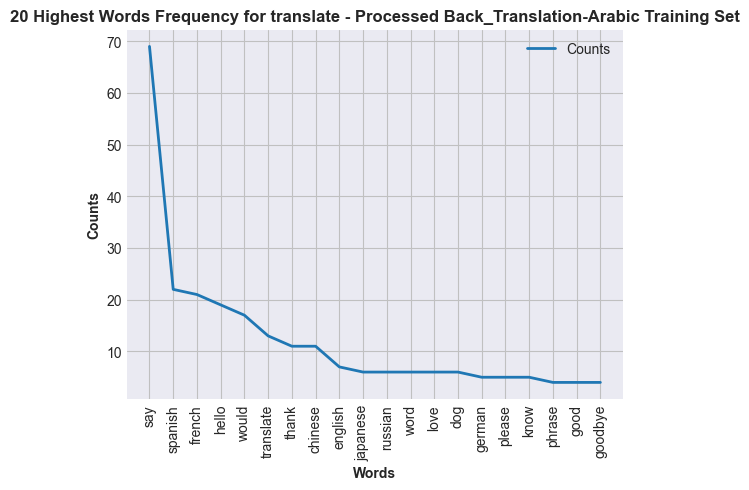 20 Highest Words Frequency for translate - Processed Back_Translation-Arabic Training Set
Counts
70
60
50
40
30
20
10
Counts
say
spanish
french
hello
would
translate
thank
chinese
english
japanese
russian
word
love
dog
german
please
know
phrase
good
goodbye
Words